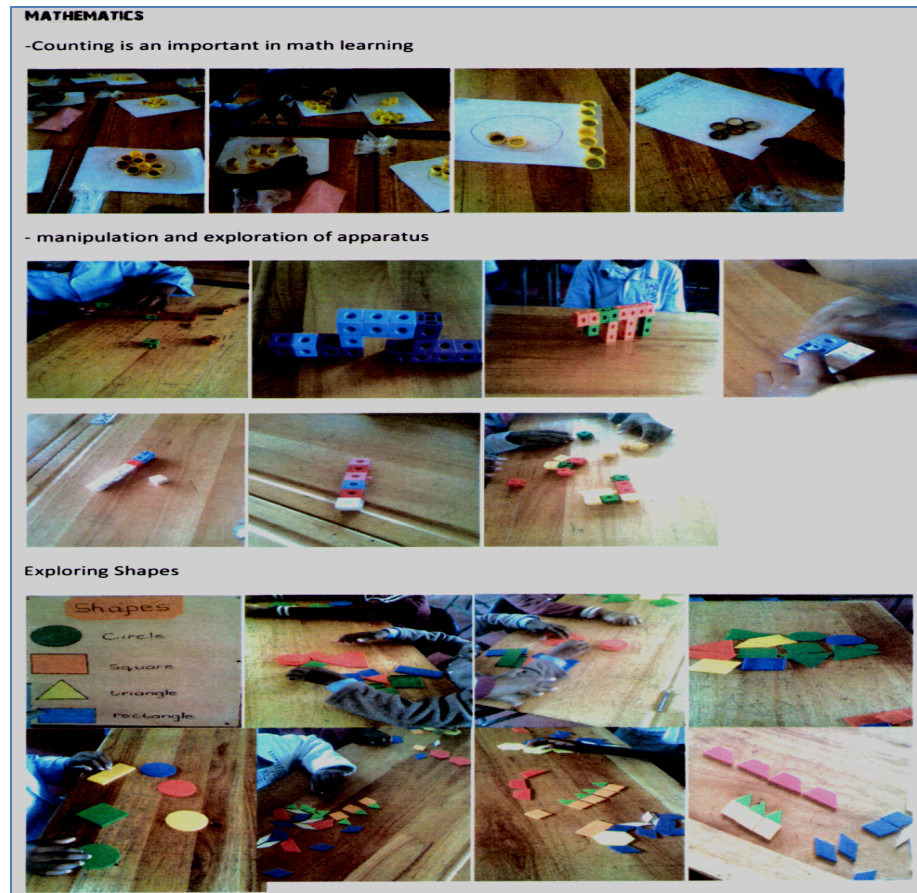 MATHEMATICS
-Counting is an important in math learning
- manipulation and exploration of apparatus
Exploring Shapes
Shapes
Circle
Square
triangle
rectangle